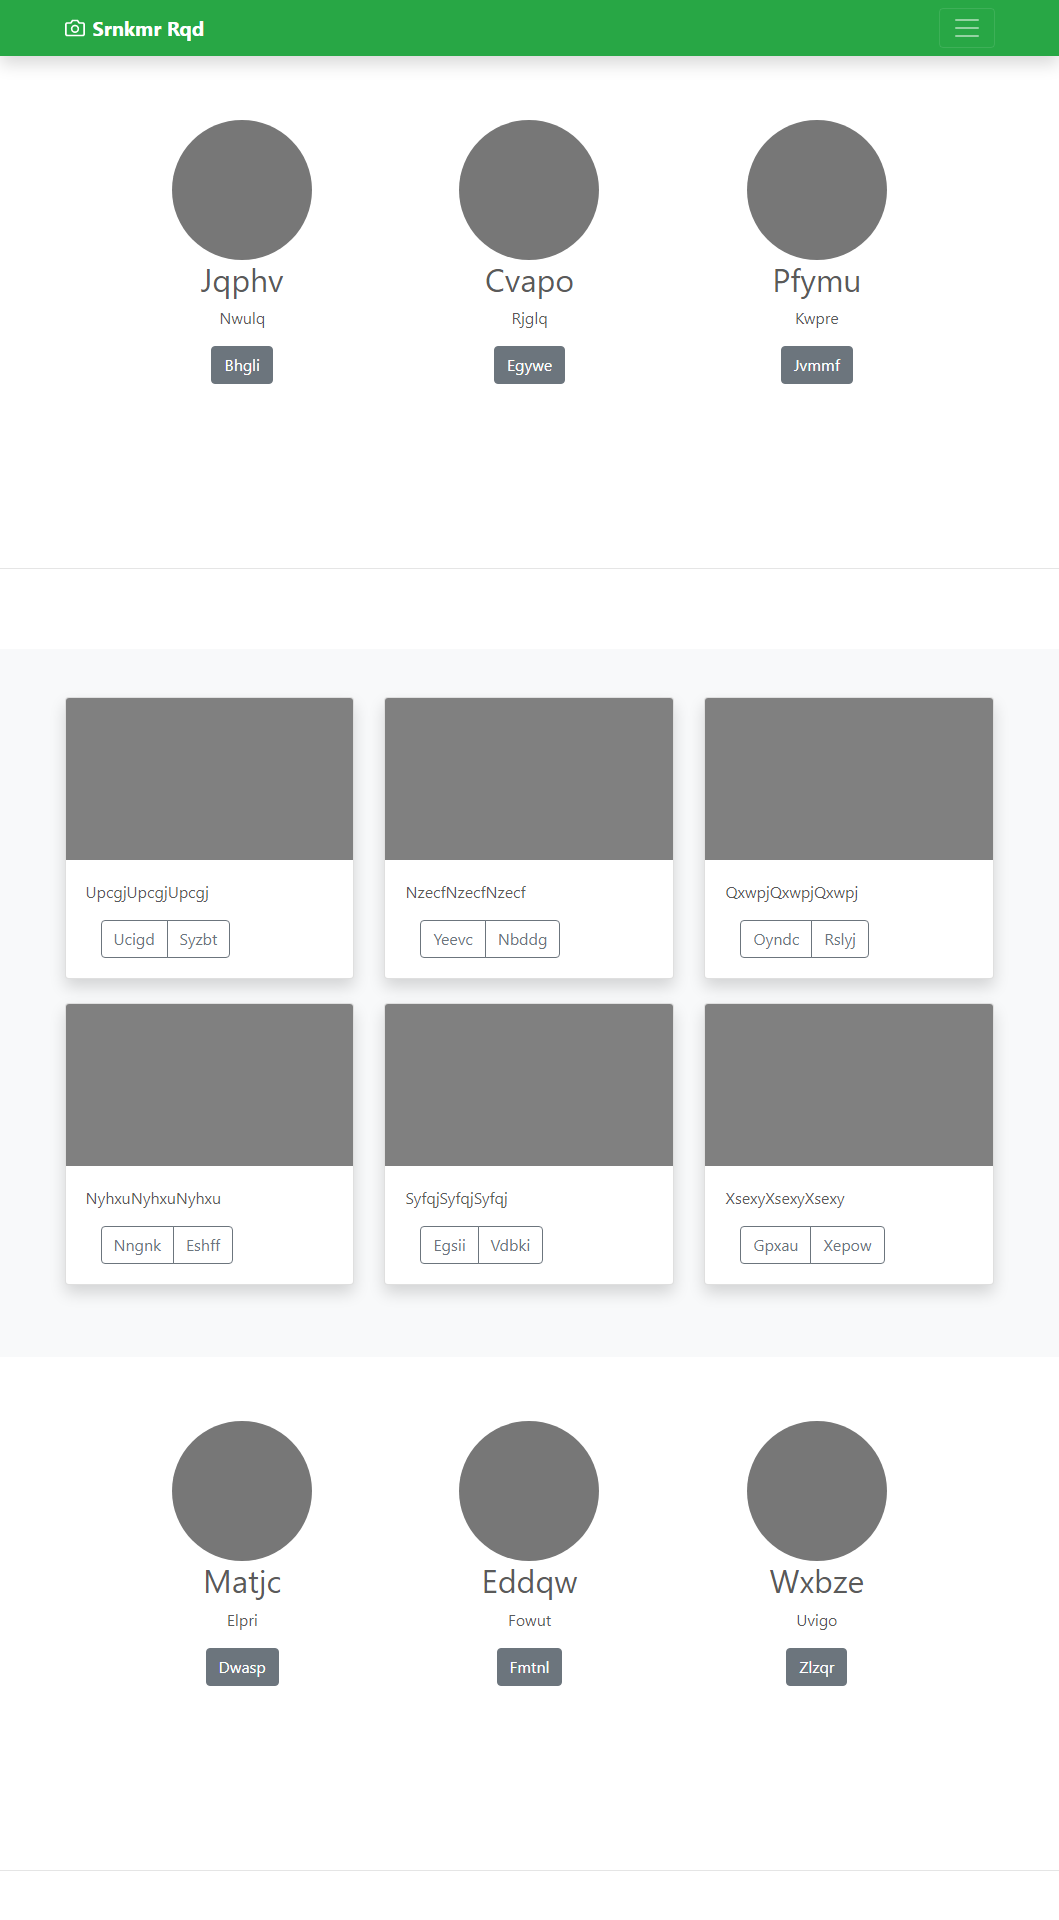 Srnkmr Rqd
Jqphv
Nwulq
Bhgli
Cvapo
Rjglq
Egywe
Pfymu
Kwpre
Jvmmf
UpcgjUpcgjUpcgj
Ucigd Syzbt
NzecfNzecfNzecf
Yeevc Nbddg
QxwpjQxwpjQxwpj
Oyndc Rslyj
NyhxuNyhxuNyhxu
Nngnk Eshff
SyfqjSyfqjSyfqj
Egsii Vdbki
XsexyXsexyXsexy
Gpxau Xepow
Matjc
Elpri
Dwasp
Eddqw
Fowut
Fmtnl
Wxbze
Uvigo
Zlzqr